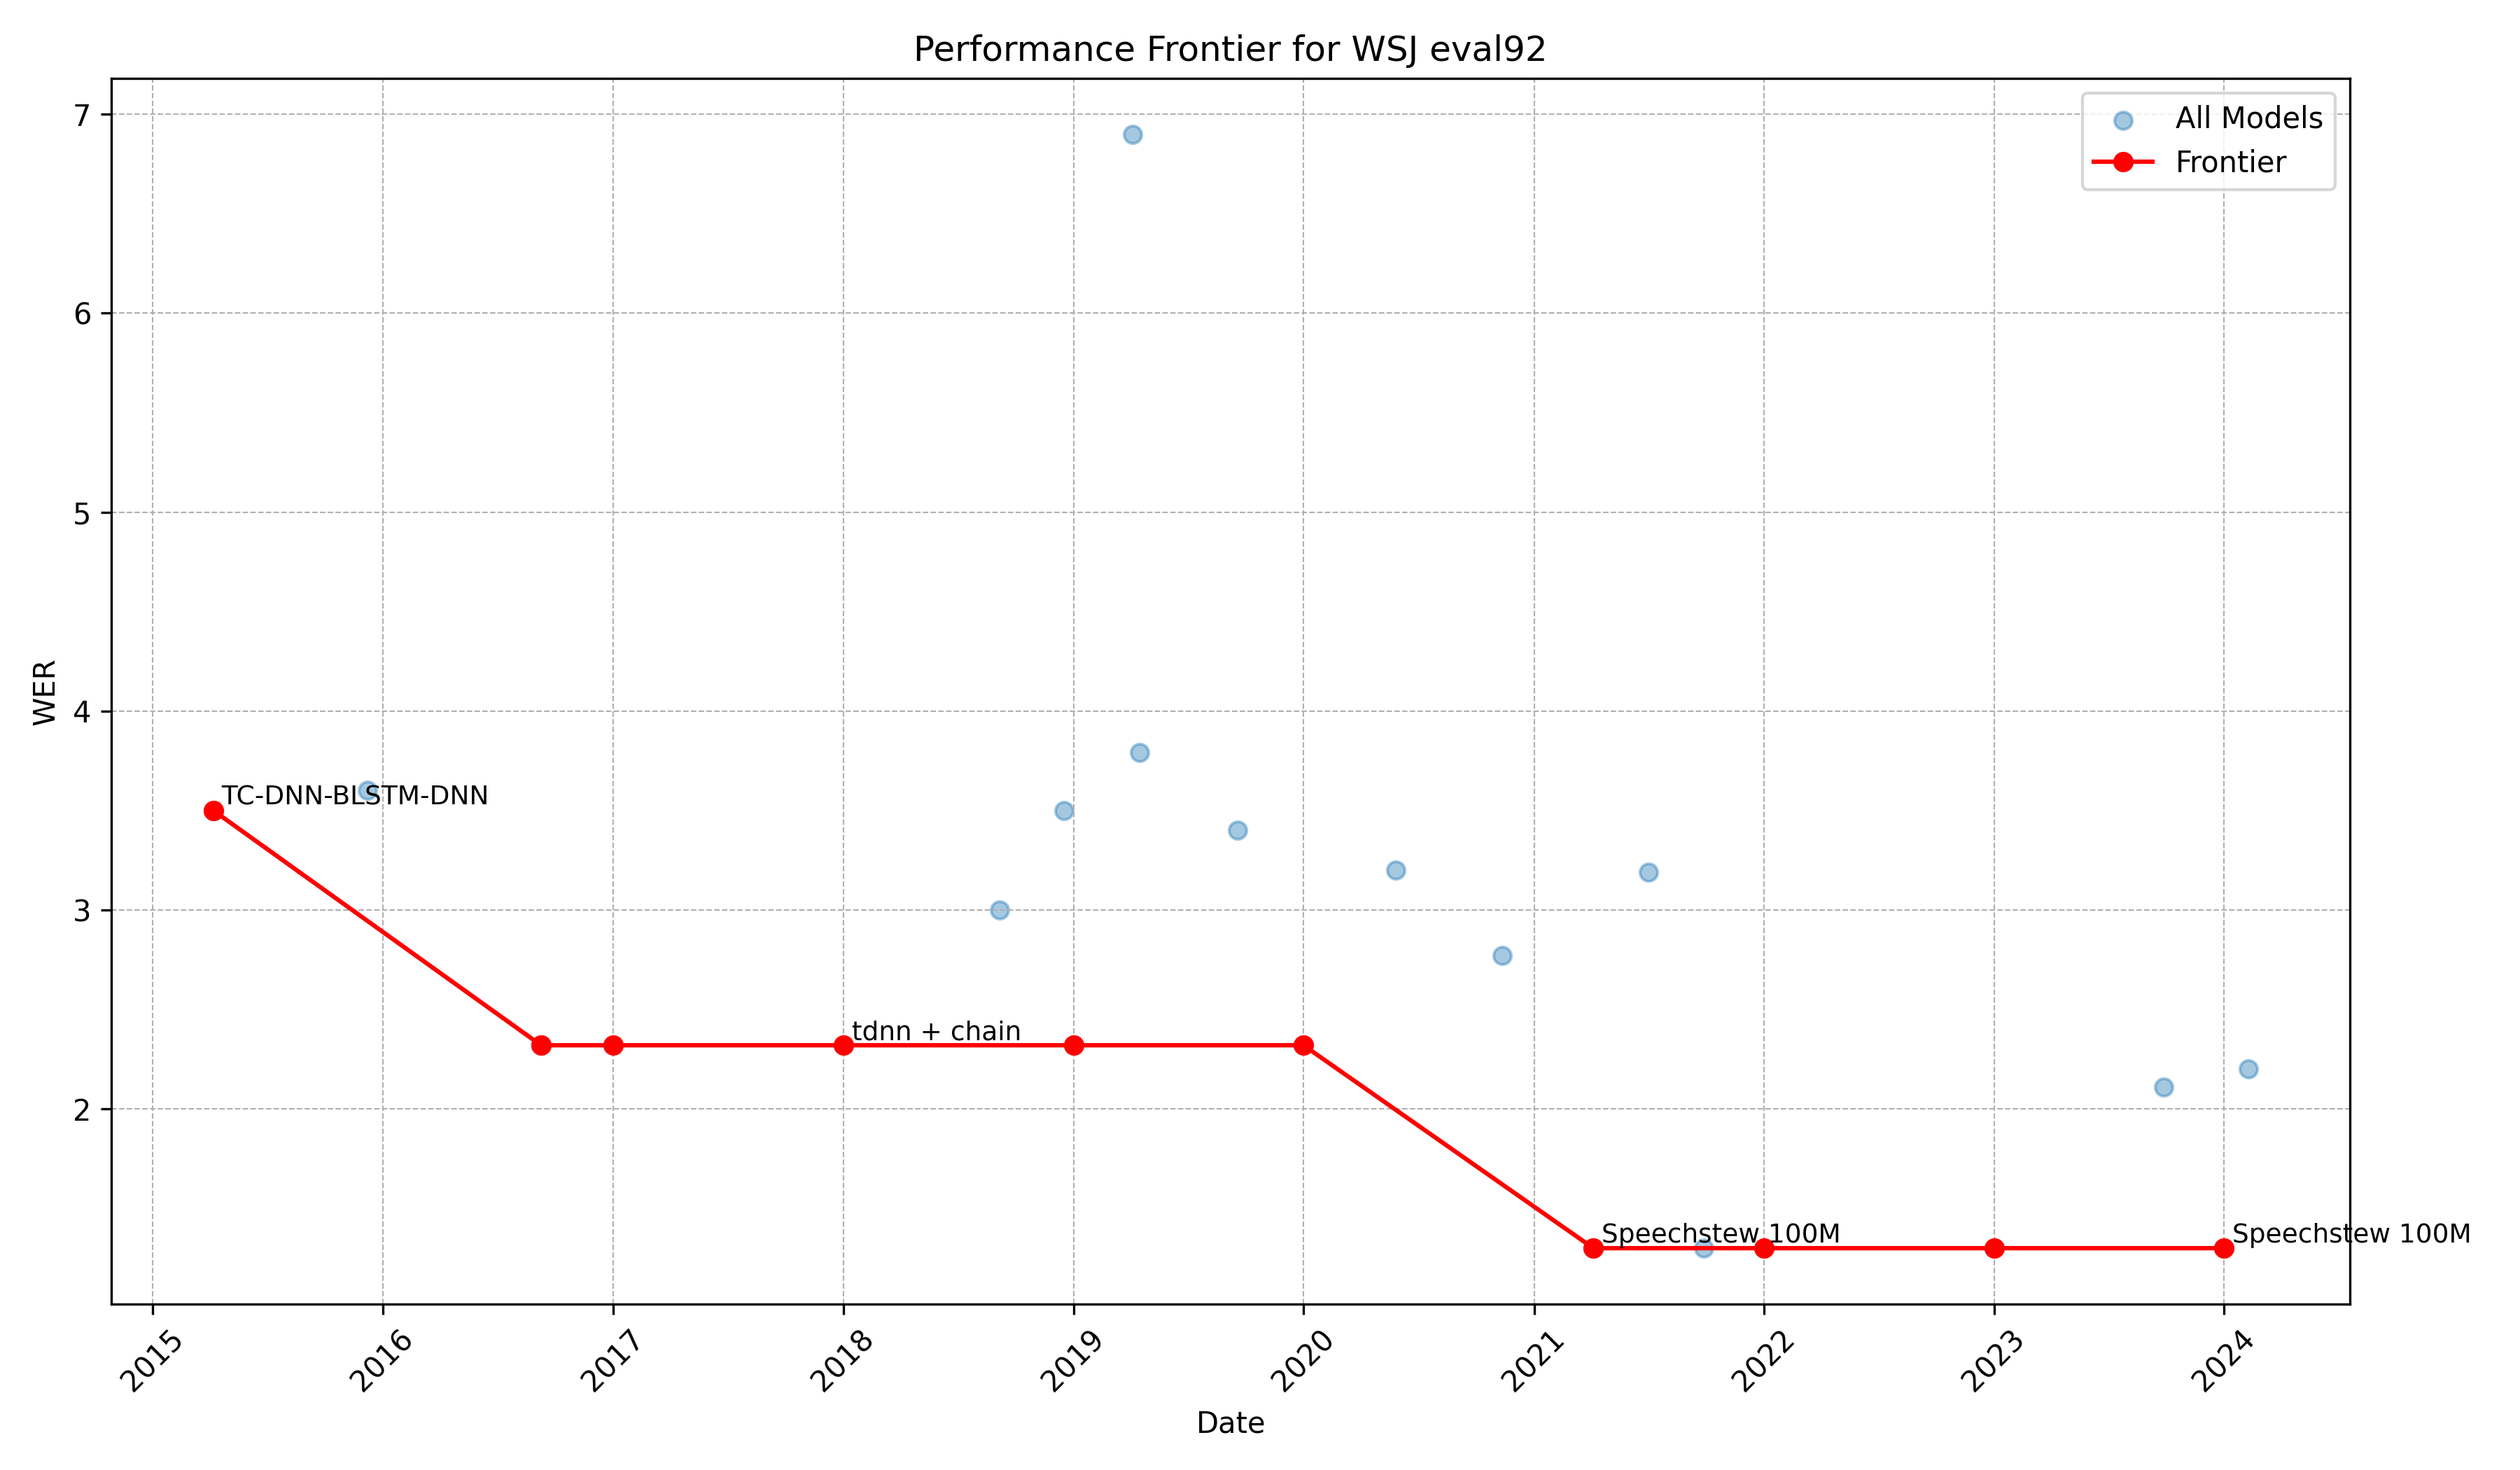 Performance Frontier for WSJ eval92
All Models
Frontier
7
6
5
4
3
2
WER
TC-DNN-BLSTM-DNN
tdnn + chain
Speechstew 100M
Speechstew 100M
2015
2016
2017
2018
2019
2020
2021
2022
2023
2024
Date